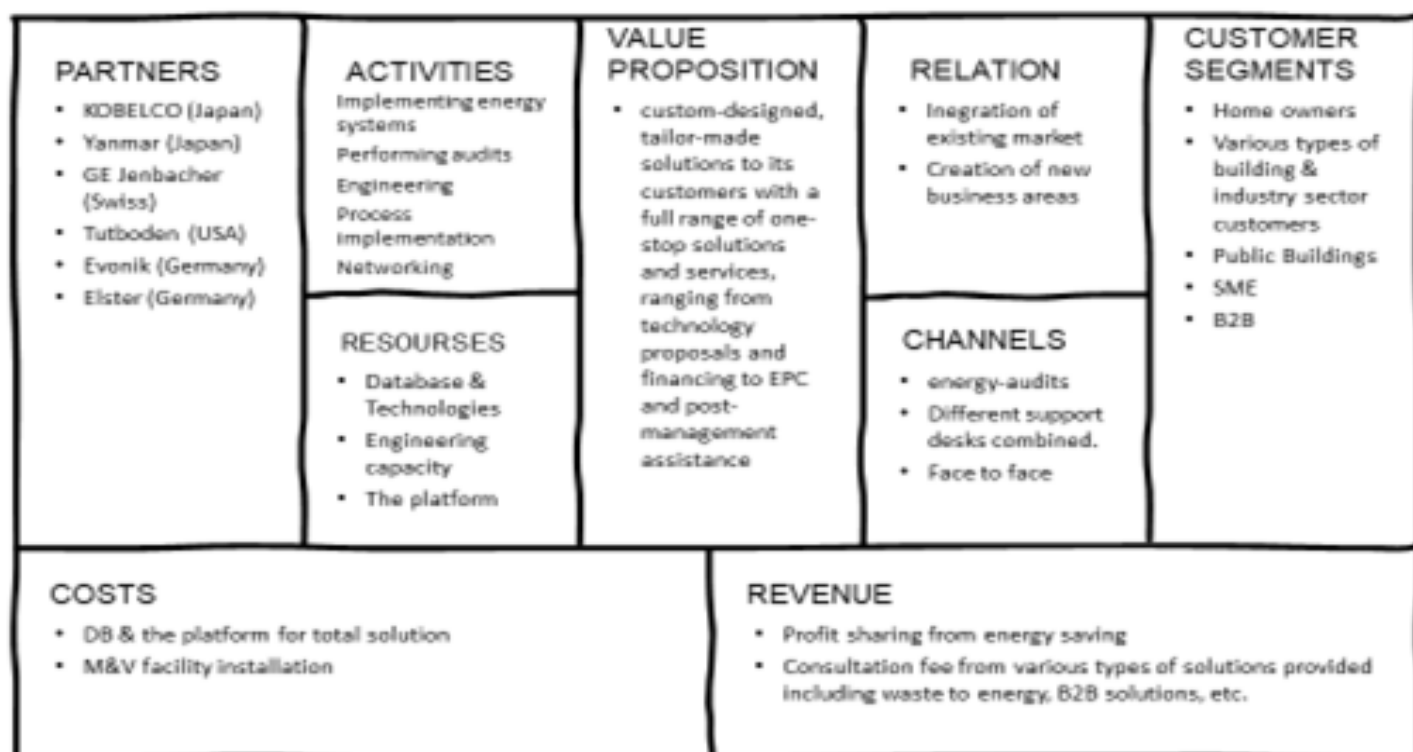 PARTNERS
• KOBELCO (Japan)
• Yanmar (Japan)
• GE Jenbacher
(Swiss)
• Tutboden (USA)
• Evonik (Germany)
• Elster (Germany)
ACTIVITIES
Implementing energy
systems
Performing audits
Engineering
Process
implementation
Networking
RESOURSES
• Database &
Technologies
• Engineering
capacity
• The platform
VALUE
PROPOSITION
• custom-designed,
tailor-made
solutions to its
customers with a
full range of one-
stop solutions
and services,
ranging from
technology
proposals and
financing to EPC
and post-
management
assistance
RELATION
• Inegration of
existing market
• Creation of new
business areas
CHANNELS
• energy-audits
• Different support
desks combined.
• Face to face
CUSTOMER
SEGMENTS
• Home owners
• Various types of
building &
industry sector
customers
• Public Buildings
• SME
• B2B
COSTS
• DB & the platform for total solution
• M&V facility installation
REVENUE
• Profit sharing from energy saving
• Consultation fee from various types of solutions provided
including waste to energy, B2B solutions, etc.